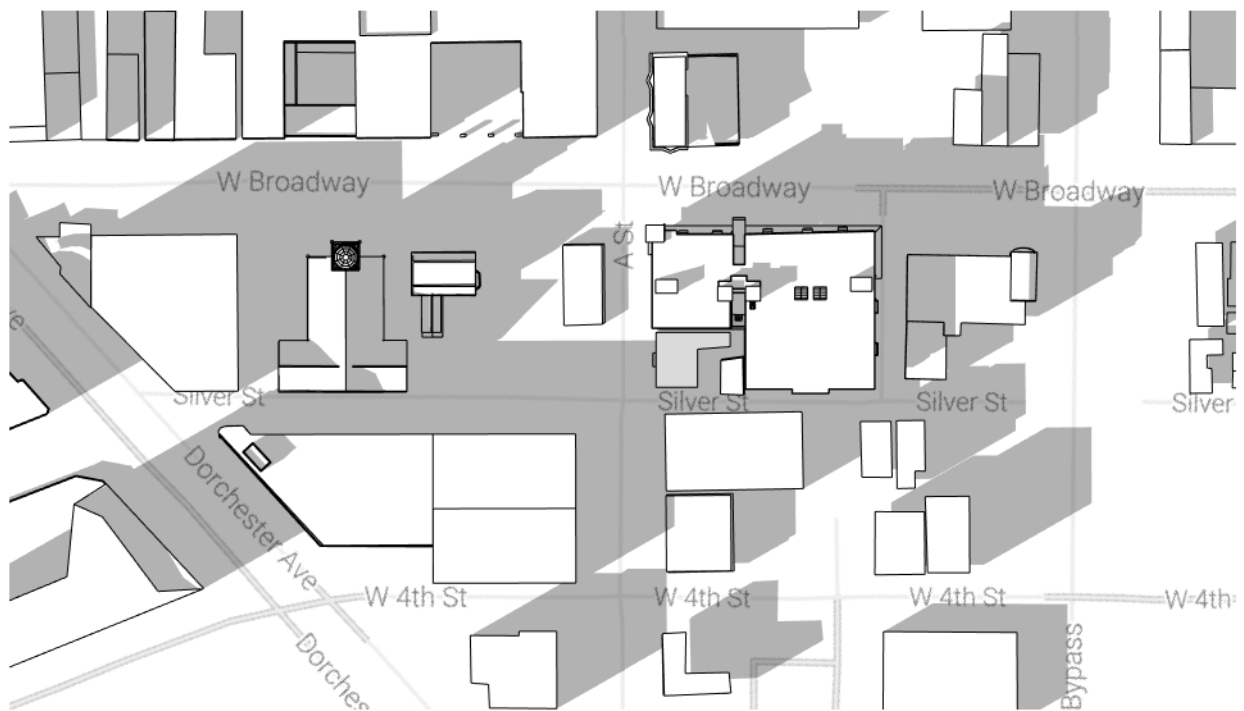 W Broadway
W Broadway
W Broadway
A St
Silver St
Silver St
Silver St
Silver
Dorchester Ave
W 4th St
W 4th St
W 4th St
W 4th
Dorches
Bypass